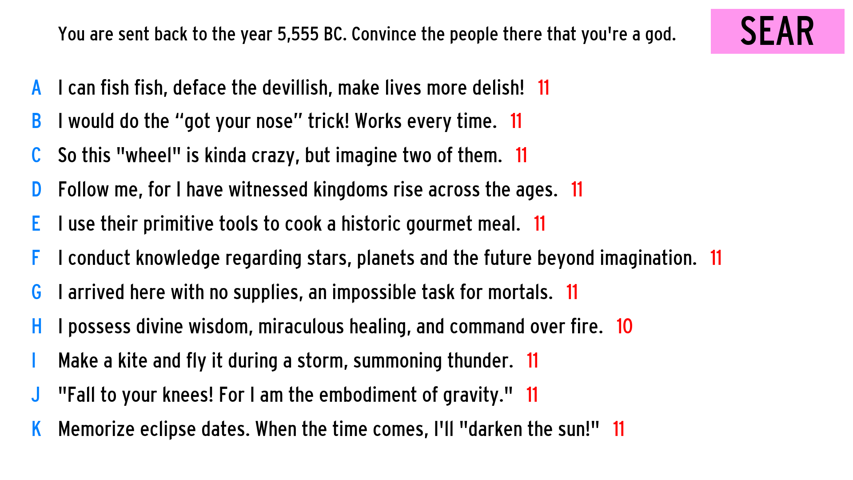 You are sent back to the year 5,555 BC. Convince the people there that you're a god.
SEAR
A I can fish fish, deface the devillish, make lives more delish! 11
B I would do the “got your nose” trick! Works every time. 11
C So this "wheel" is kinda crazy, but imagine two of them. 11
D Follow me, for I have witnessed kingdoms rise across the ages. 11
E I use their primitive tools to cook a historic gourmet meal. 11
F I conduct knowledge regarding stars, planets and the future beyond imagination. 11
G I arrived here with no supplies, an impossible task for mortals. 11
H I possess divine wisdom, miraculous healing, and command over fire. 10
I Make a kite and fly it during a storm, summoning thunder. 11
J "Fall to your knees! For I am the embodiment of gravity." 11
K Memorize eclipse dates. When the time comes, I'll "darken the sun!" 11